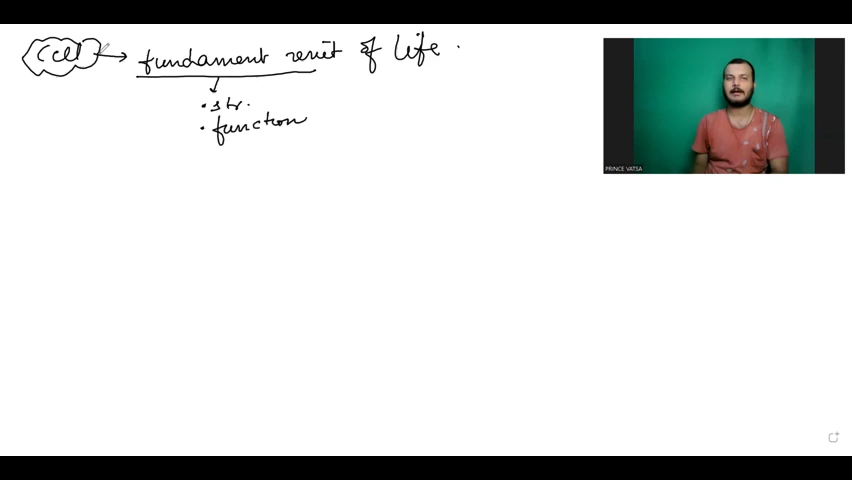 Cell → fundament unit of life.
• str.
• function
PRINCE VATSA